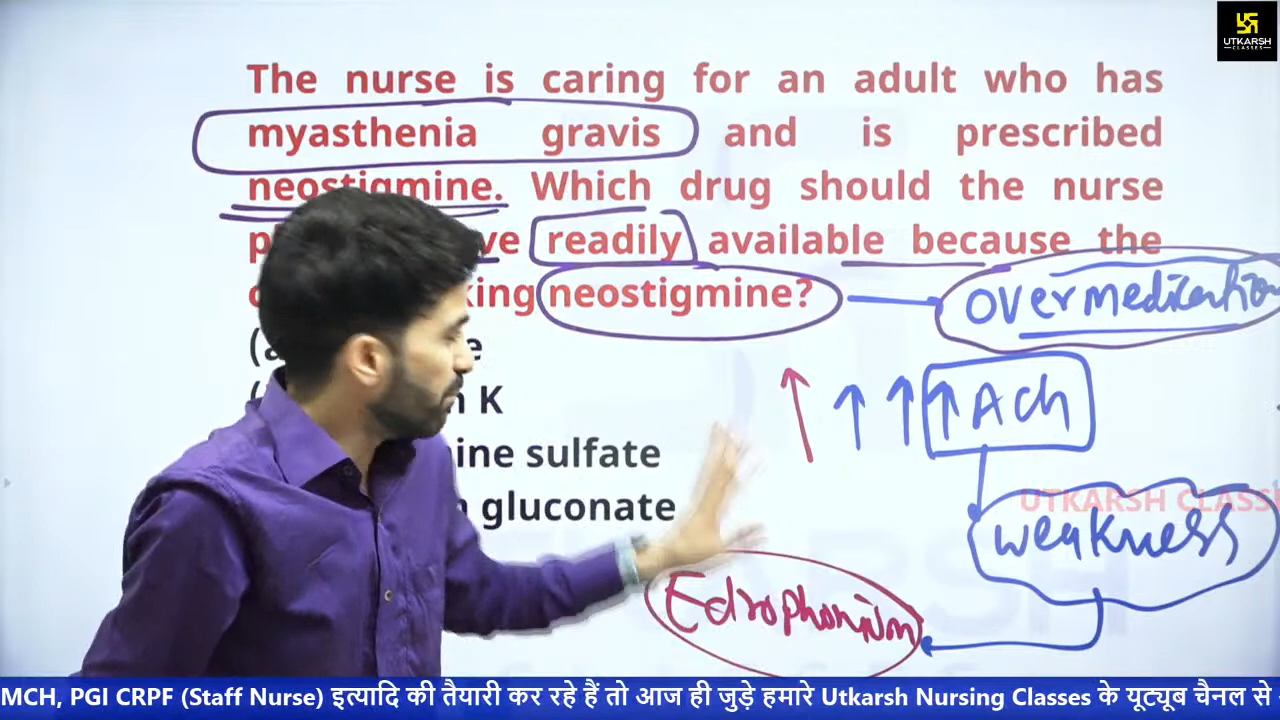 UTKARSH
CLASSES
The nurse is caring for an adult who has
myasthenia gravis and is prescribed
neostigmine. Which drug should the nurse
readily available because the
neostigmine?
overmedication
K
sulfate
gluconate
↑ ↑ ↑ ↑ ACh
UTKARSH CLASS
weakness
Edrophonium
MCH, PGI CRPF (Staff Nurse) इत्यादि की तैयारी कर रहे हैं तो आज ही जुड़े हमारे Utkarsh Nursing Classes के यूट्यूब चैनल से